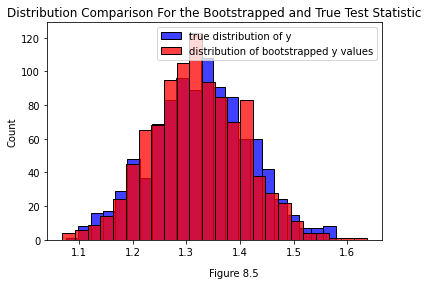 Distribution Comparison For the Bootstrapped and True Test Statistic
true distribution of y
distribution of bootstrapped y values
120
100
80
60
40
20
0
Count
1.1 1.2 1.3 1.4 1.5 1.6
Figure 8.5